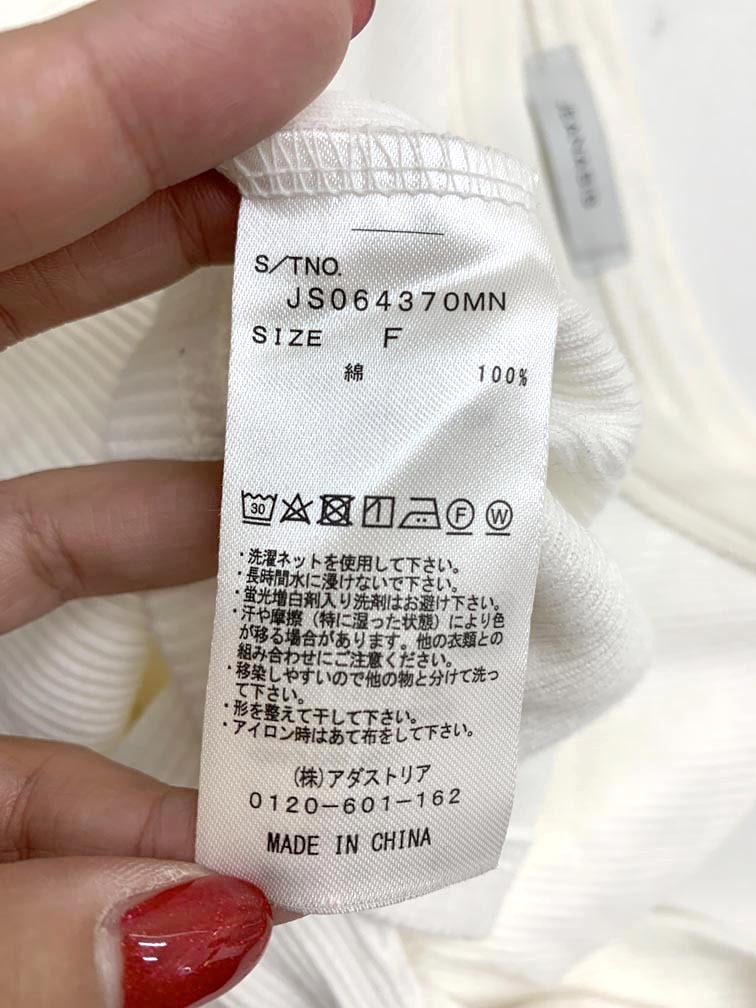 JEANASIS
S/TNO.
JS064370MN
SIZE F
綿 100%
30 F W
・洗濯ネットを使用して下さい。
・長時間水に浸けないで下さい。
・蛍光増白剤入り洗剤はお避け下さい。
・汗や摩擦（特に湿った状態）により色
が移る場合があります。他の衣類との
組み合わせにご注意ください。
・移染しやすいので他の物と分けて洗っ
て下さい。
・形を整えて干して下さい。
・アイロン時はあて布をして下さい。
(株)アダストリア
0120-601-162
MADE IN CHINA